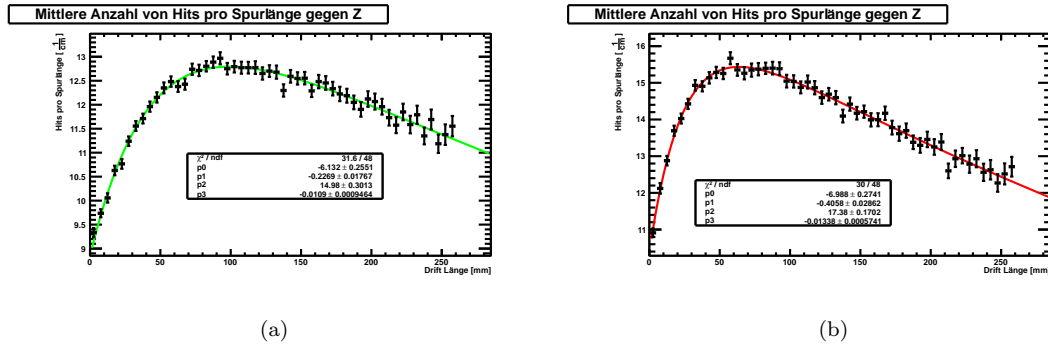 Mittlere Anzahl von Hits pro Spurlänge gegen Z
Hits pro Spurlänge [ 1/cm ]
13
12.5
12
11.5
11
10.5
10
9.5
9
χ² / ndf 31.6 / 48
p0 -6.132 ± 0.2551
p1 -0.2269 ± 0.01767
p2 14.98 ± 0.3013
p3 -0.0109 ± 0.0009464
0 50 100 150 200 250
Drift Länge [mm]
(a)
Mittlere Anzahl von Hits pro Spurlänge gegen Z
Hits pro Spurlänge [ 1/cm ]
16
15
14
13
12
11
χ² / ndf 30 / 48
p0 -6.988 ± 0.2741
p1 -0.4058 ± 0.02862
p2 17.38 ± 0.1702
p3 -0.01338 ± 0.0005741
0 50 100 150 200 250
Drift Länge [mm]
(b)